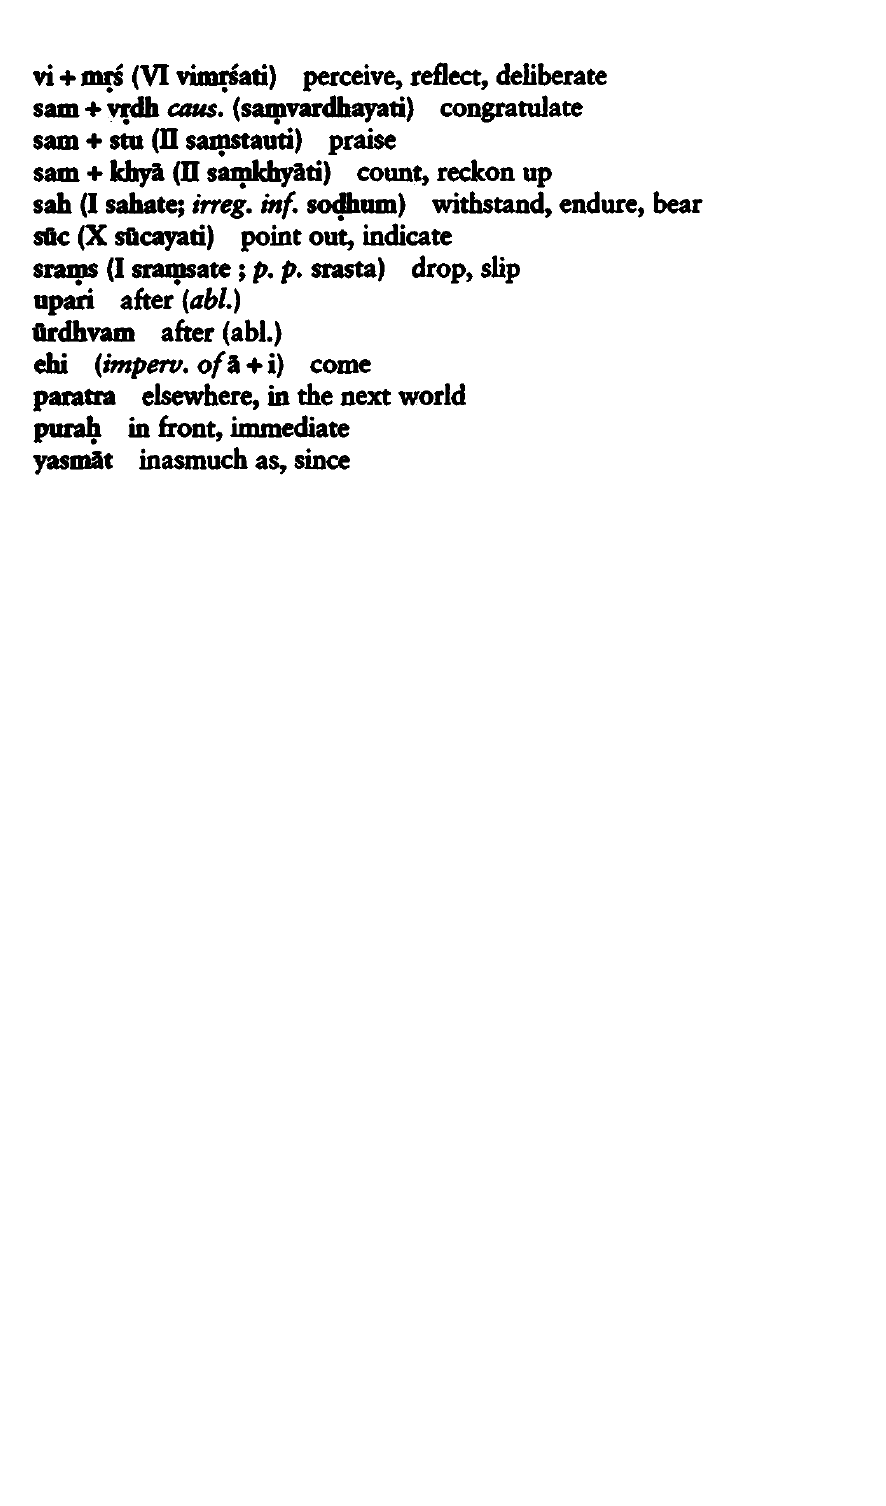 vi + mṛś (VI vimṛśati) perceive, reflect, deliberate
sam + vṛdh caus. (saṃvardhayati) congratulate
sam + stu (II saṃstauti) praise
sam + khyā (II saṃkhyāti) count, reckon up
sah (I sahate; irreg. inf. soḍhum) withstand, endure, bear
sūc (X sūcayati) point out, indicate
sraṃs (I sraṃsate ; p. p. srasta) drop, slip
upari after (abl.)
ūrdhvam after (abl.)
ehi (imperv. of ā + i) come
paratra elsewhere, in the next world
puraḥ in front, immediate
yasmāt inasmuch as, since